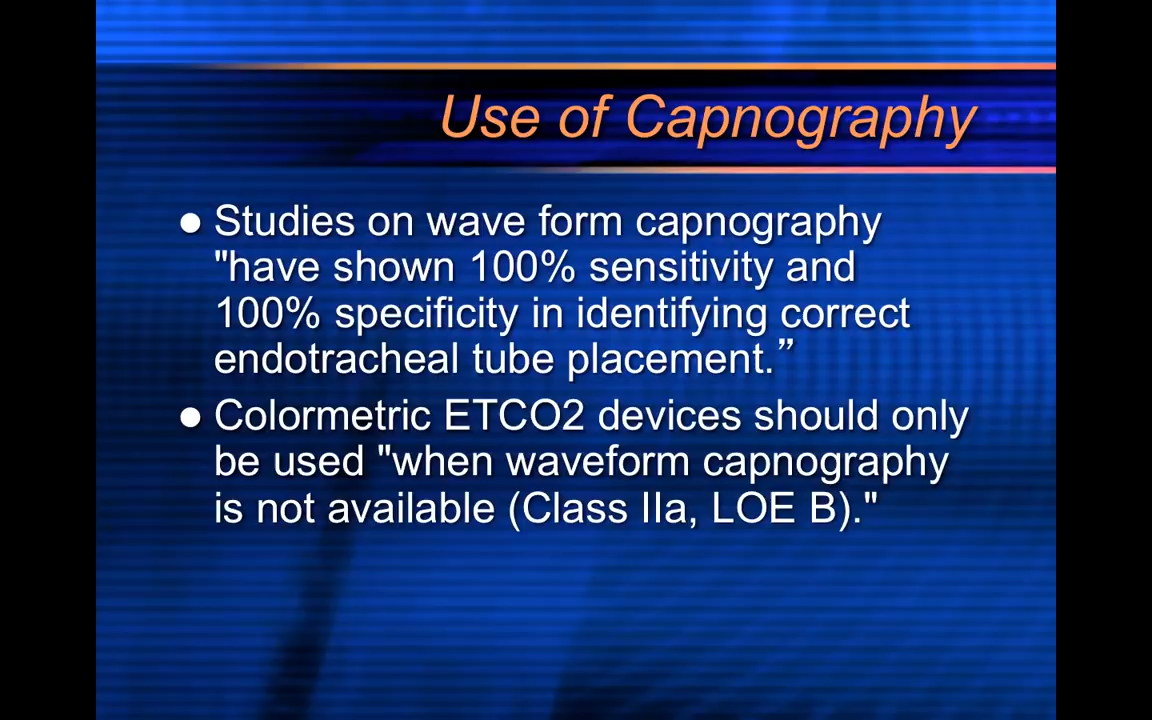 Use of Capnography
● Studies on wave form capnography
"have shown 100% sensitivity and
100% specificity in identifying correct
endotracheal tube placement.”
● Colormetric ETCO2 devices should only
be used "when waveform capnography
is not available (Class IIa, LOE B)."